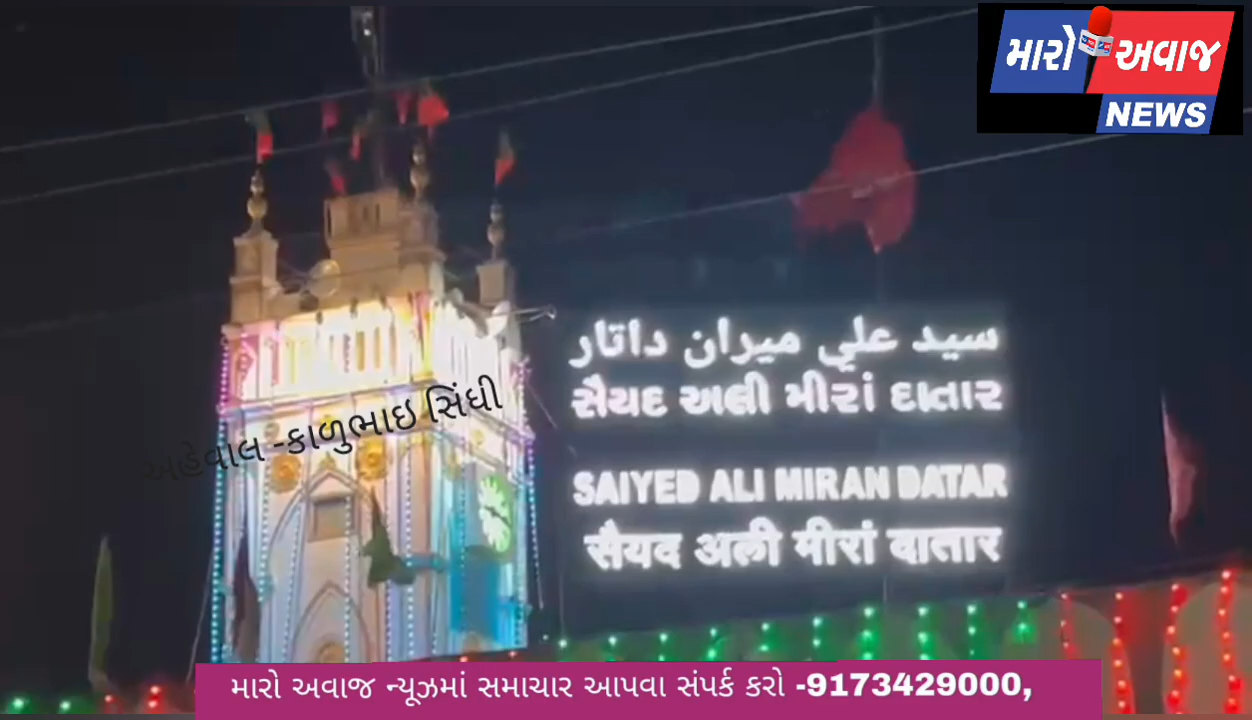 મારો અવાજ
NEWS
سيد علي ميران داتار
સૈયદ અલી મીરાં દાતાર
SAIYED ALI MIRAN DATAR
सैयद अली मीरां दातार
અહેવાલ -કાળુભાઇ સિંધી
મારો અવાજ ન્યૂઝમાં સમાચાર આપવા સંપર્ક કરો -9173429000,